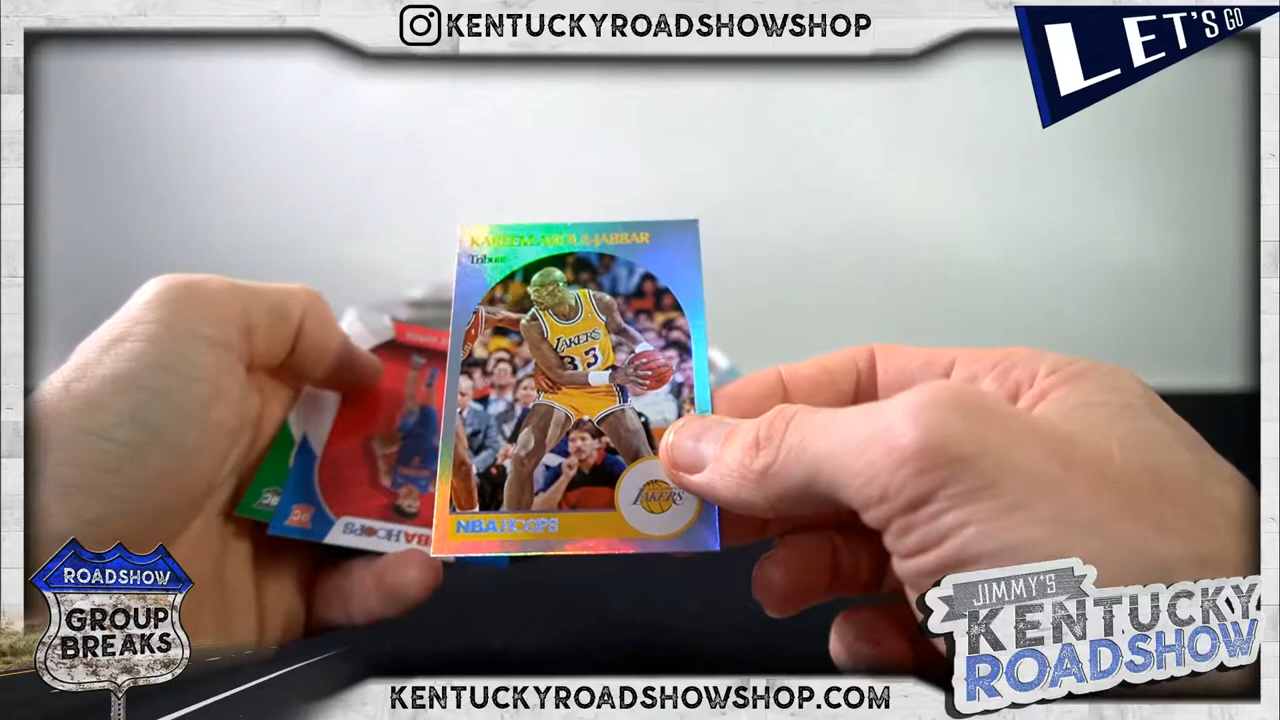 KENTUCKYROADSHOWSHOP
LET'S GO
KAREEM ABDUL-JABBAR
Tribute
LAKERS
33
LAKERS
NBA HOOPS
NBA HOOPS
ROADSHOW
GROUP
BREAKS
JIMMY'S
KENTUCKY
ROADSHOW
KENTUCKYROADSHOWSHOP.COM